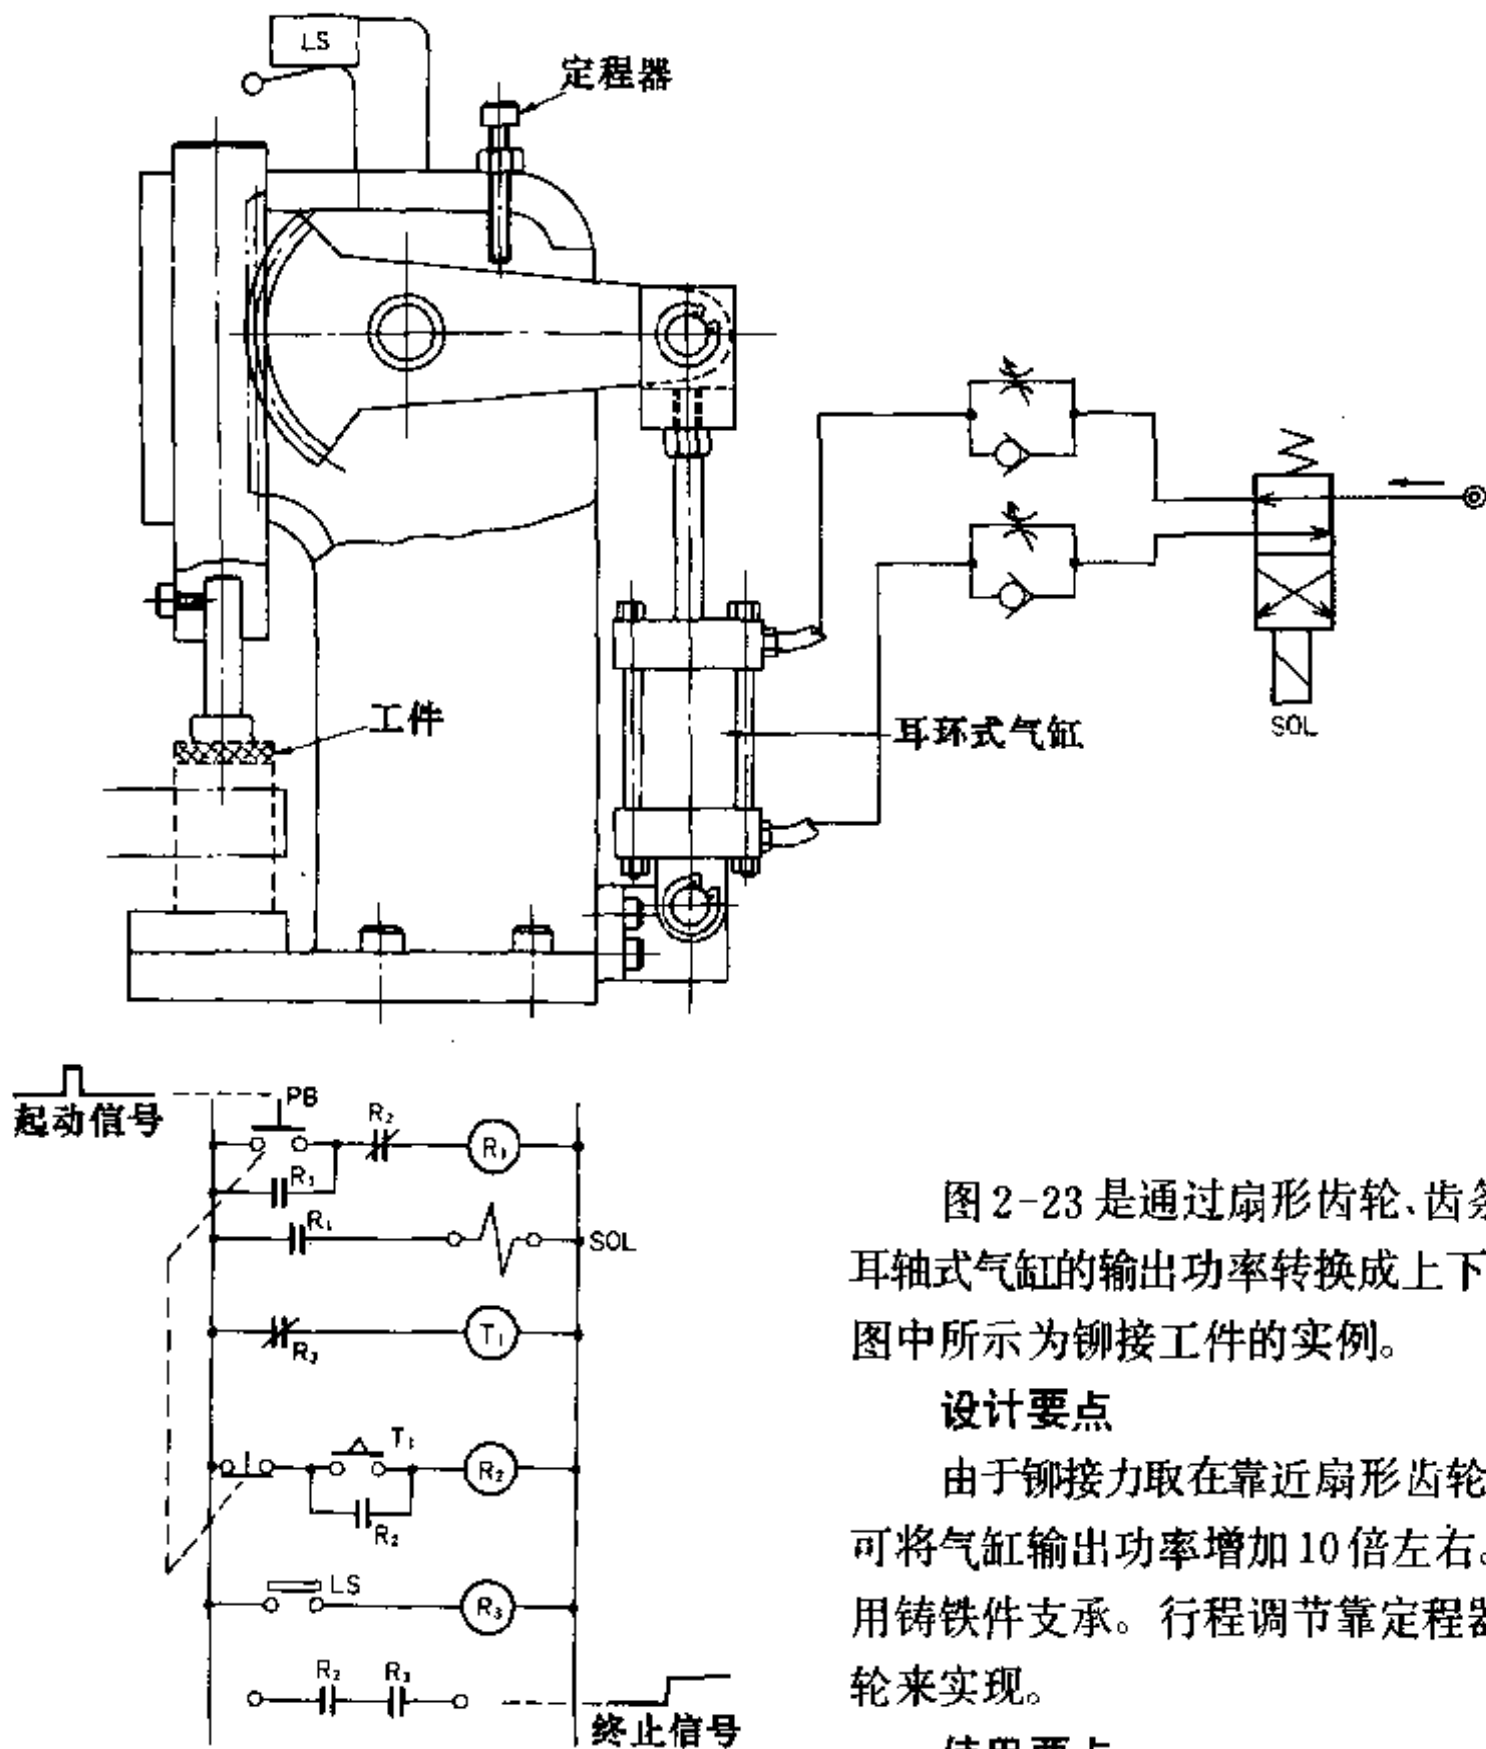 LS
定程器
工件
耳环式气缸
SOL
起动信号
PB
R₂
R₁
R₁
R₁
SOL
R₃
T₁
T₁
R₂
R₂
LS
R₃
R₂ R₃
终止信号
图2-23是通过扇形齿轮、齿条
耳轴式气缸的输出功率转换成上下
图中所示为铆接工件的实例。
设计要点
由于铆接力取在靠近扇形齿轮
可将气缸输出功率增加10倍左右。
用铸铁件支承。行程调节靠定程器
轮来实现。